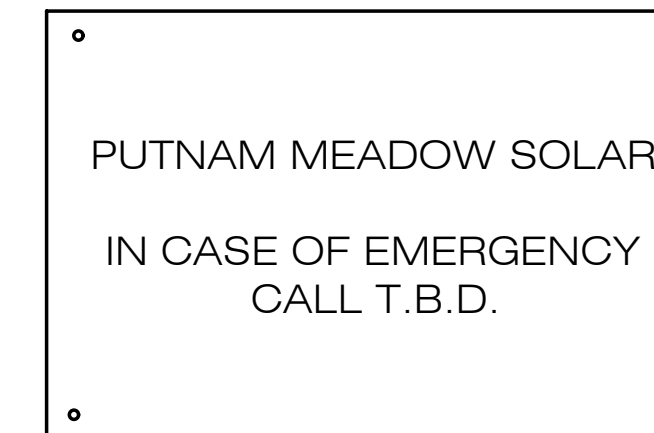 PUTNAM MEADOW SOLAR
IN CASE OF EMERGENCY
CALL T.B.D.